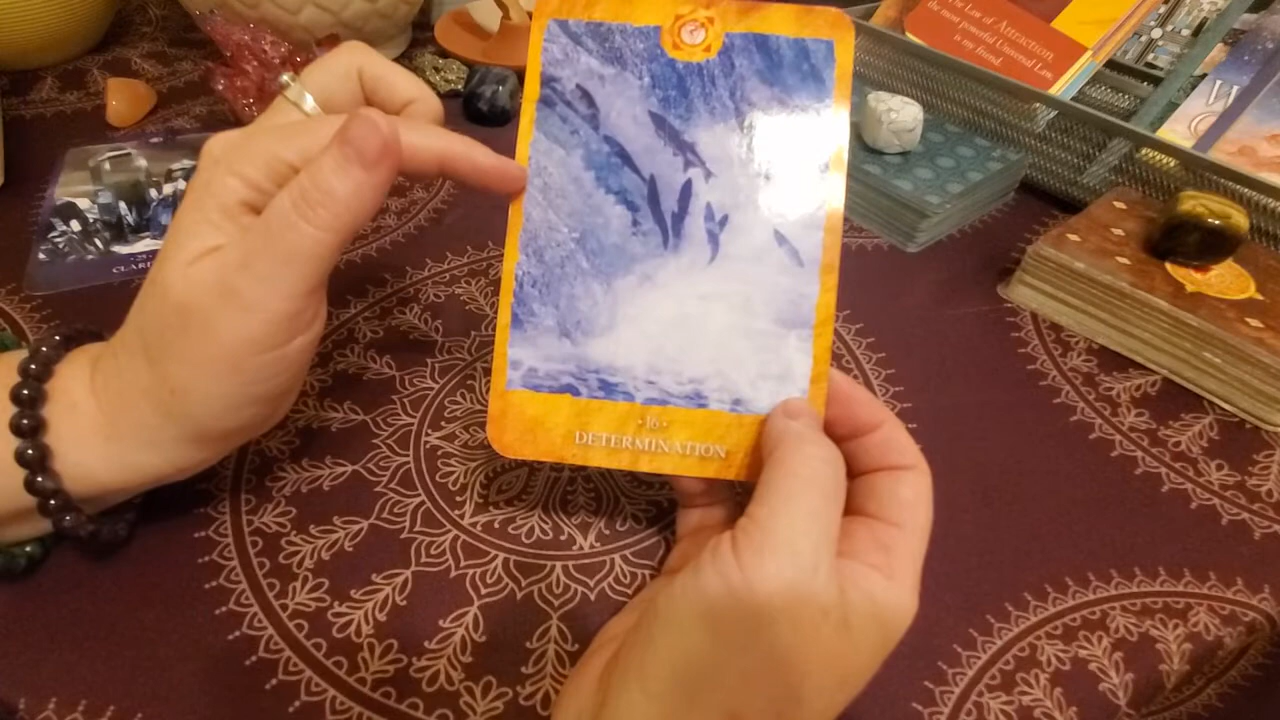 The Law of Attraction,
the most powerful Universal Law,
is my friend.
· 16 ·
DETERMINATION